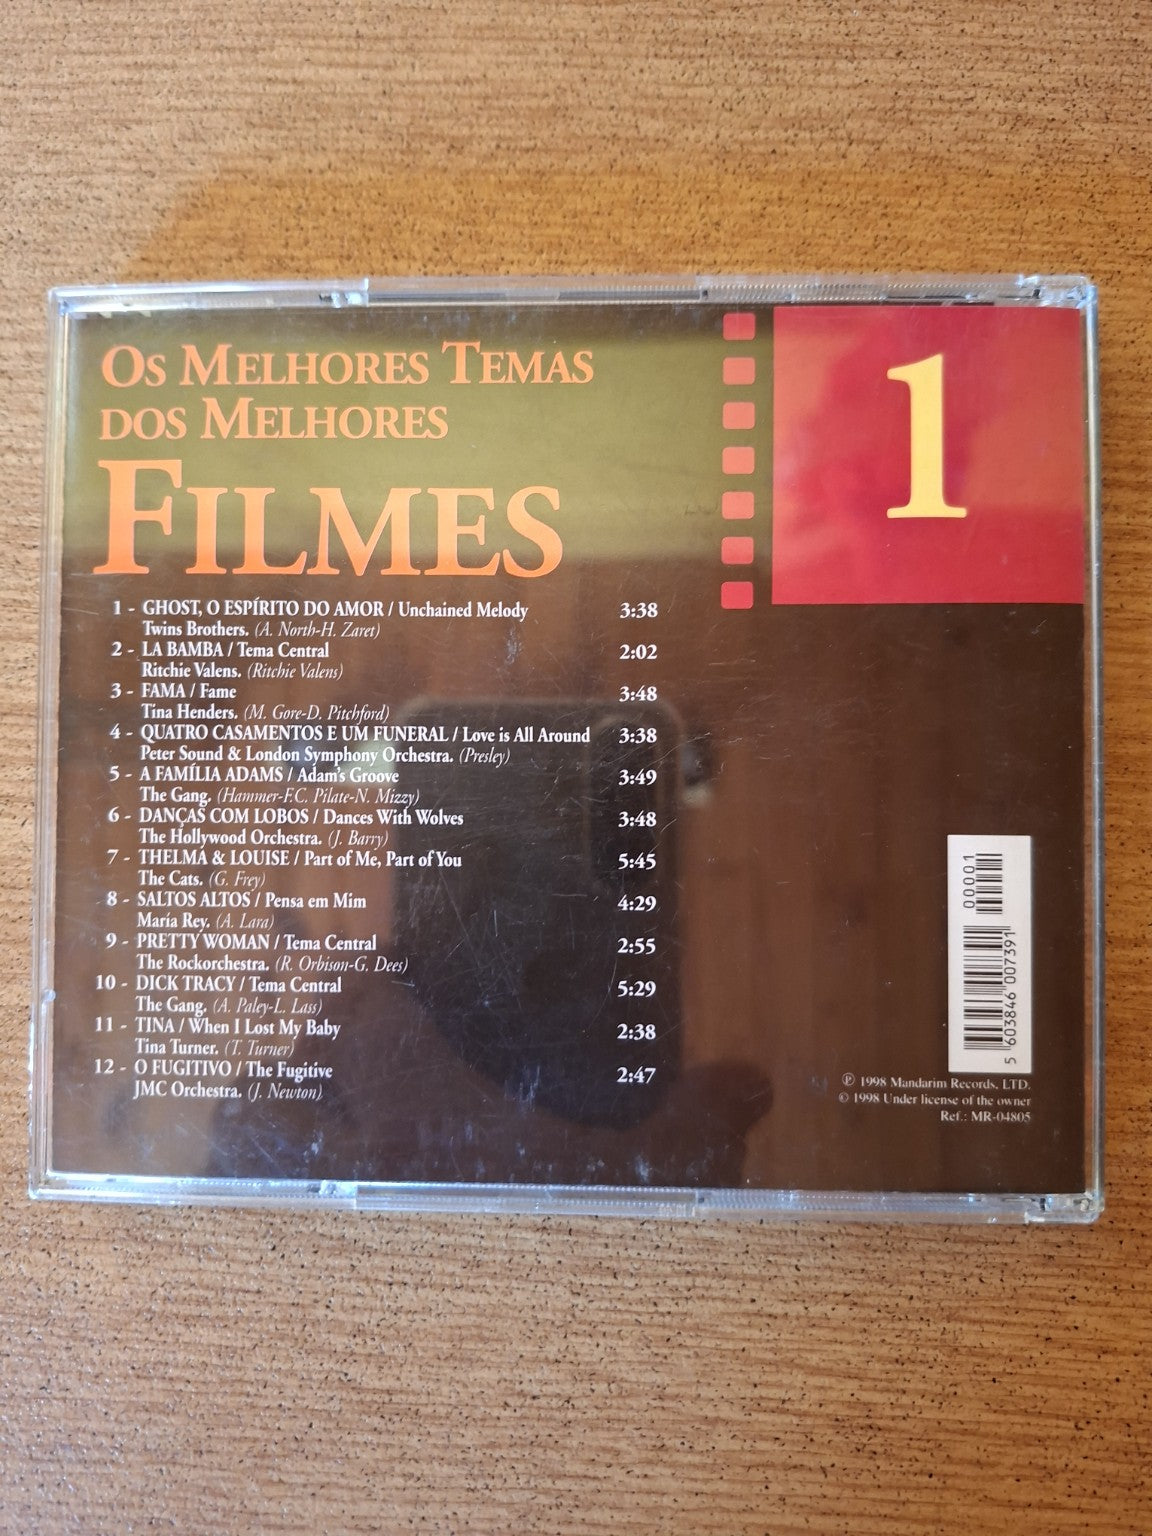 Os Melhores Temas
dos Melhores
Filmes
1
1 - GHOST, O ESPÍRITO DO AMOR / Unchained Melody 3:38
Twins Brothers. (A. North-H. Zaret)
2 - LA BAMBA / Tema Central 2:02
Ritchie Valens. (Ritchie Valens)
3 - FAMA / Fame 3:48
Tina Henders. (M. Gore-D. Pitchford)
4 - QUATRO CASAMENTOS E UM FUNERAL / Love is All Around 3:38
Peter Sound & London Symphony Orchestra. (Presley)
5 - A FAMÍLIA ADAMS / Adam's Groove 3:49
The Gang. (Hammer-F.C. Pilate-N. Mizzy)
6 - DANÇAS COM LOBOS / Dances With Wolves 3:48
The Hollywood Orchestra. (J. Barry)
7 - THELMA & LOUISE / Part of Me, Part of You 5:45
The Cats. (G. Frey)
8 - SALTOS ALTOS / Pensa em Mim 4:29
María Rey. (A. Lara)
9 - PRETTY WOMAN / Tema Central 2:55
The Rockorchestra. (R. Orbison-G. Dees)
10 - DICK TRACY / Tema Central 5:29
The Gang. (A. Paley-L. Lass)
11 - TINA / When I Lost My Baby 2:38
Tina Turner. (T. Turner)
12 - O FUGITIVO / The Fugitive 2:47
JMC Orchestra. (J. Newton)
00001
5 603846 007391
℗ 1998 Mandarim Records, LTD.
© 1998 Under license of the owner
Ref.: MR-04805